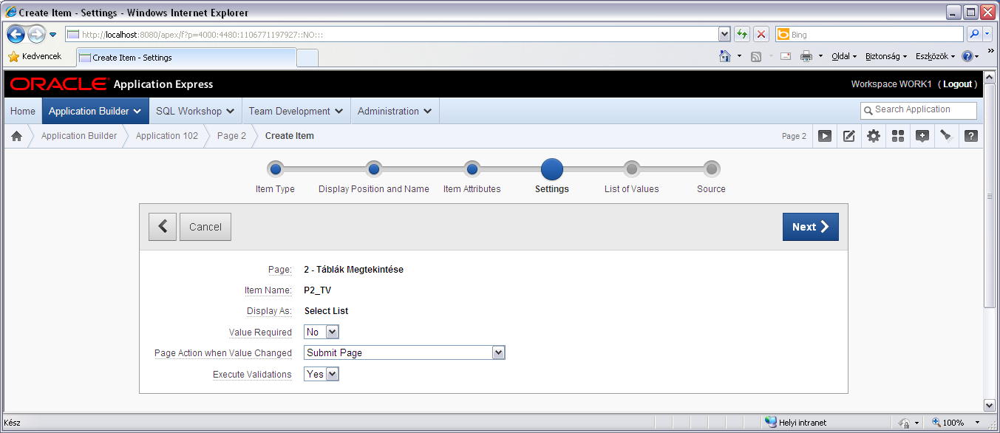 Create Item - Settings - Windows Internet Explorer
http://localhost:8080/apex/f?p=4000:4480:1106771197927::NO:::
Bing
Kedvencek
Create Item - Settings
Oldal
Biztonság
Eszközök
ORACLE Application Express
Workspace WORK1 ( Logout )
Home
Application Builder
SQL Workshop
Team Development
Administration
Search Application
Application Builder
Application 102
Page 2
Create Item
Page 2
Item Type
Display Position and Name
Item Attributes
Settings
List of Values
Source
Cancel
Next
Page: 2 - Táblák Megtekintése
Item Name: P2_TV
Display As: Select List
Value Required No
Page Action when Value Changed Submit Page
Execute Validations Yes
Kész
Helyi intranet
100%